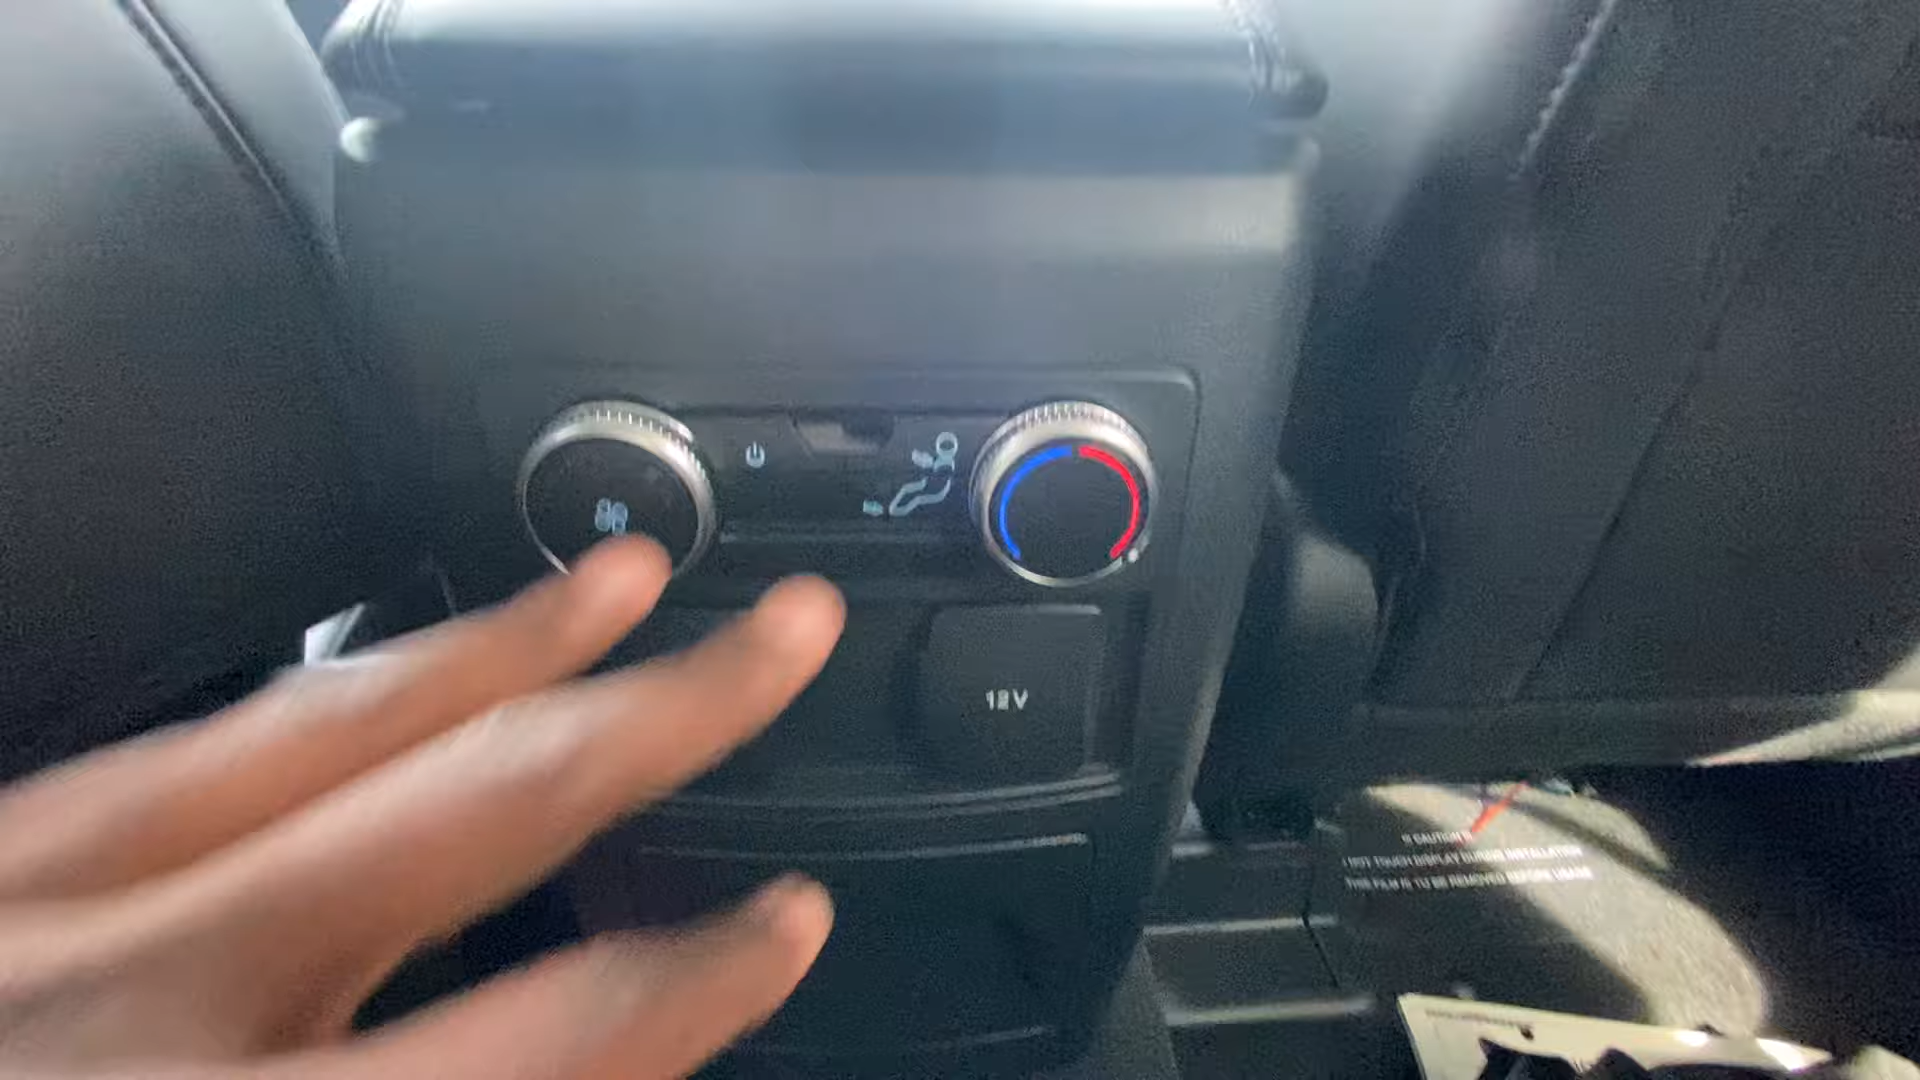 12V
!! CAUTION !!
NOT TOUCH DISPLAY DURING INSTALLATION
THIS FILM IS TO BE REMOVED BEFORE USAGE